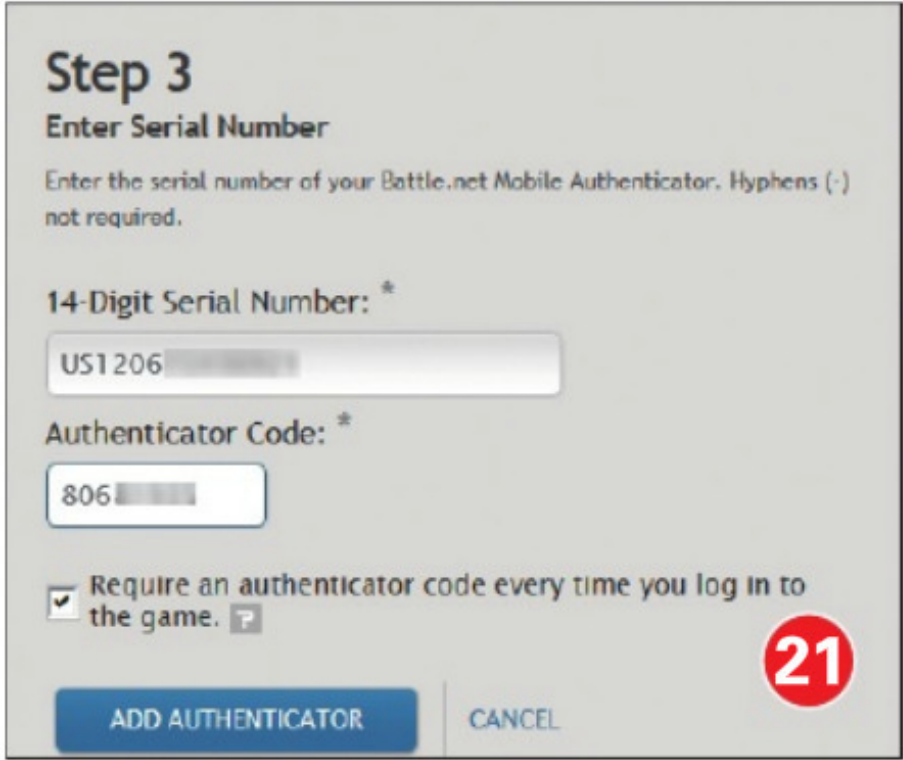 Step 3
Enter Serial Number
Enter the serial number of your Battle.net Mobile Authenticator. Hyphens (-)
not required.
14-Digit Serial Number: *
US1206
Authenticator Code: *
806
Require an authenticator code every time you log in to
the game. ?
21
ADD AUTHENTICATOR
CANCEL